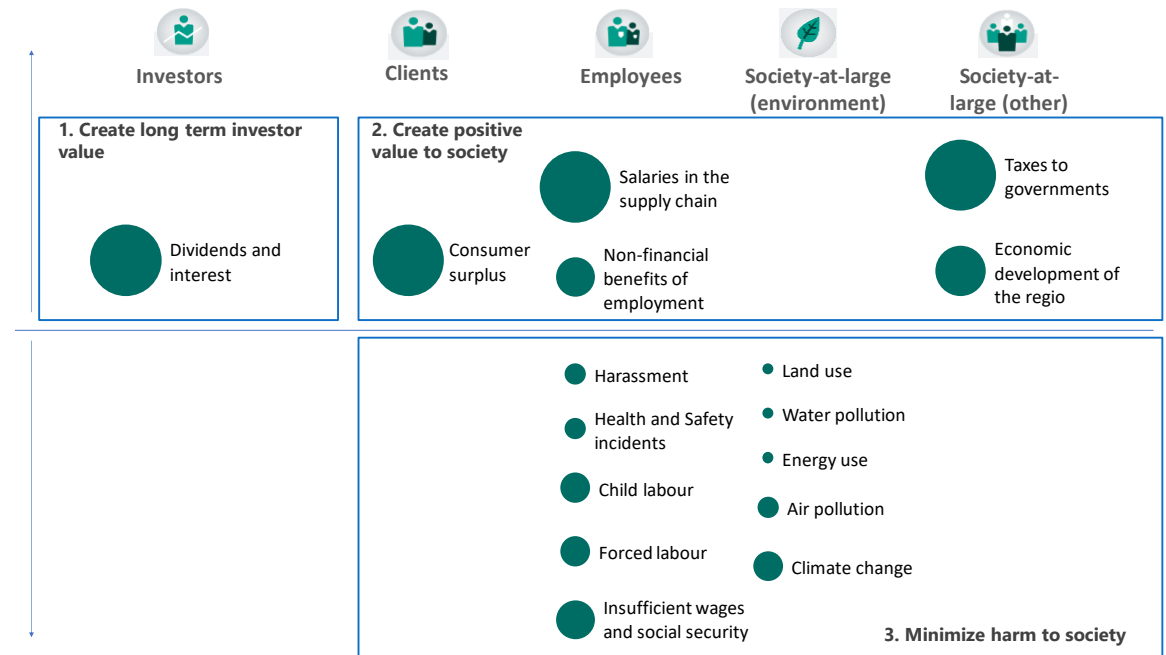 Investors
Clients
Employees
Society-at-large
(environment)
Society-at-
large (other)
1. Create long term investor
value
2. Create positive
value to society
Dividends and
interest
Consumer
surplus
Salaries in the
supply chain
Non-financial
benefits of
employment
Taxes to
governments
Economic
development of
the regio
Harassment
Health and Safety
incidents
Child labour
Forced labour
Insufficient wages
and social security
Land use
Water pollution
Energy use
Air pollution
Climate change
3. Minimize harm to society